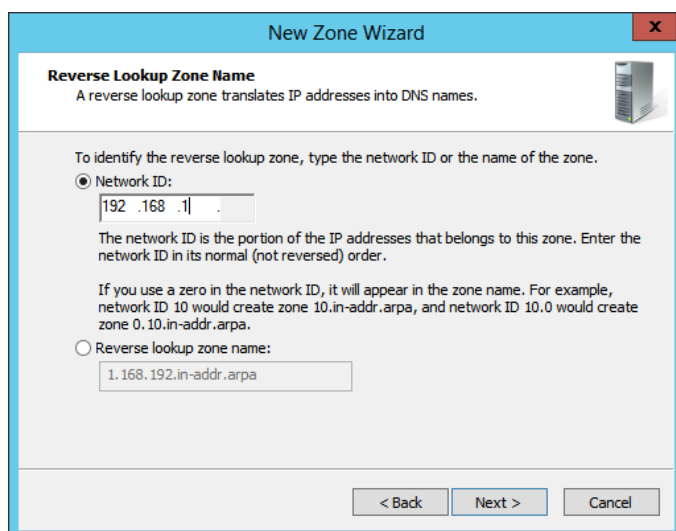 New Zone Wizard
x
Reverse Lookup Zone Name
A reverse lookup zone translates IP addresses into DNS names.
To identify the reverse lookup zone, type the network ID or the name of the zone.
Network ID:
192 .168 .1 .
The network ID is the portion of the IP addresses that belongs to this zone. Enter the
network ID in its normal (not reversed) order.
If you use a zero in the network ID, it will appear in the zone name. For example,
network ID 10 would create zone 10.in-addr.arpa, and network ID 10.0 would create
zone 0.10.in-addr.arpa.
Reverse lookup zone name:
1.168.192.in-addr.arpa
< Back Next > Cancel